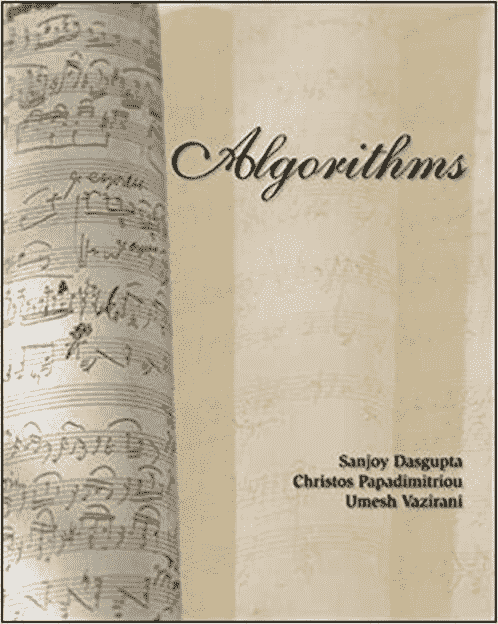 Algorithms
Sanjoy Dasgupta
Christos Papadimitriou
Umesh Vazirani